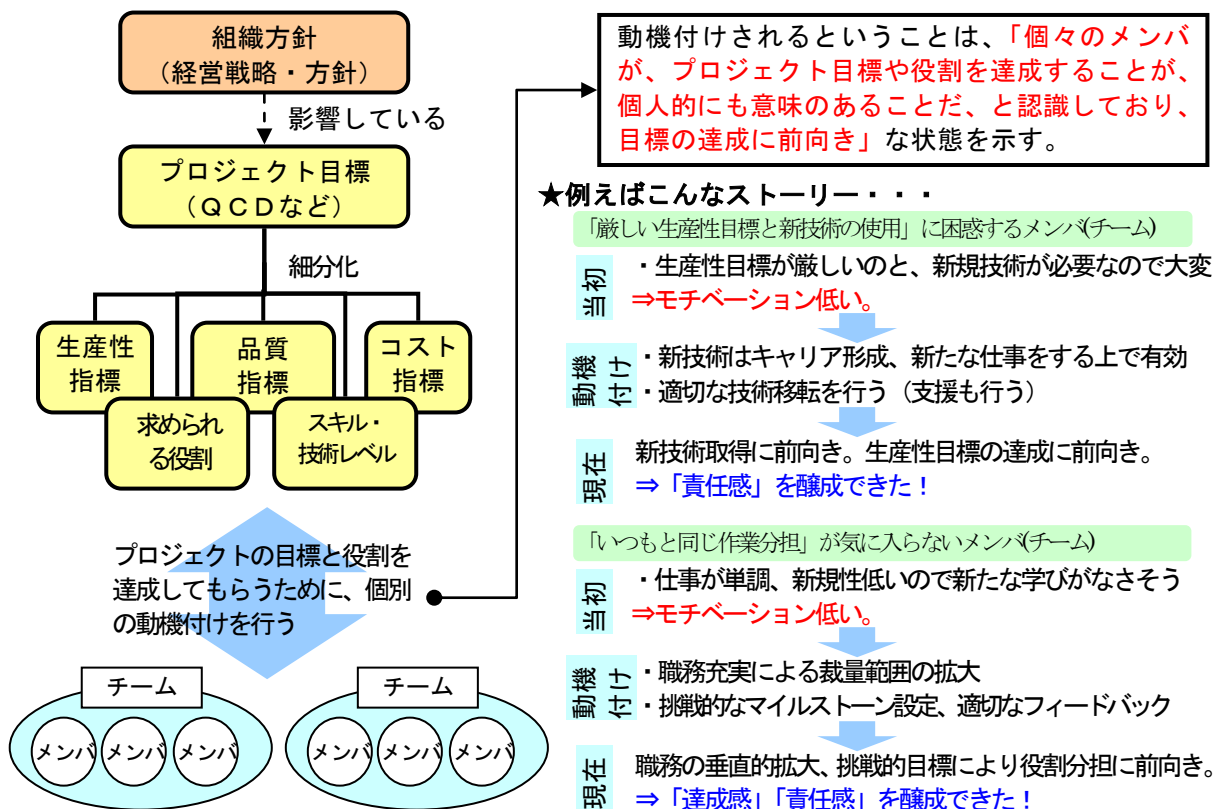 組織方針
（経営戦略・方針）
影響している
プロジェクト目標
（ＱＣＤなど）
細分化
生産性
指標
品質
指標
コスト
指標
求められ
る役割
スキル・
技術レベル
プロジェクトの目標と役割を
達成してもらうために、個別
の動機付けを行う
チーム
メンバ
メンバ
メンバ
チーム
メンバ
メンバ
メンバ
動機付けされるということは、「個々のメンバ
が、プロジェクト目標や役割を達成することが、
個人的にも意味のあることだ、と認識しており、
目標の達成に前向き」な状態を示す。
★例えばこんなストーリー・・・
「厳しい生産性目標と新技術の使用」に困惑するメンバ(チーム)
当初
・生産性目標が厳しいのと、新規技術が必要なので大変
⇒モチベーション低い。
動機
付け
・新技術はキャリア形成、新たな仕事をする上で有効
・適切な技術移転を行う（支援も行う）
現在
新技術取得に前向き。生産性目標の達成に前向き。
⇒「責任感」を醸成できた！
「いつもと同じ作業分担」が気に入らないメンバ(チーム)
当初
・仕事が単調、新規性低いので新たな学びがなさそう
⇒モチベーション低い。
動機
付け
・職務充実による裁量範囲の拡大
・挑戦的なマイルストーン設定、適切なフィードバック
現在
職務の垂直的拡大、挑戦的目標により役割分担に前向き。
⇒「達成感」「責任感」を醸成できた！